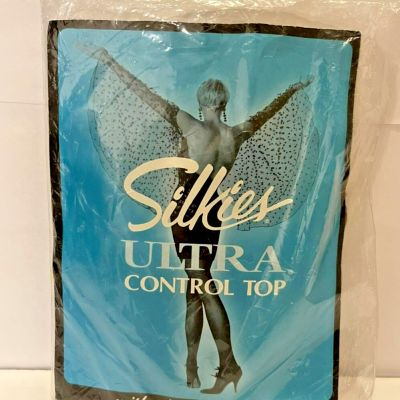 Silkies
ULTRA
CONTROL TOP